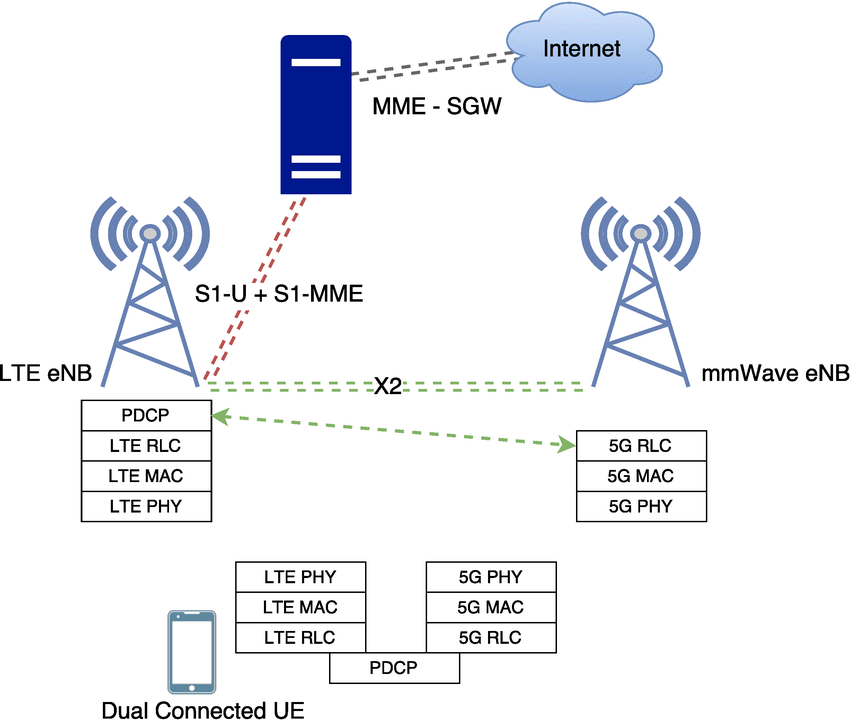 Internet
MME - SGW
S1-U + S1-MME
LTE eNB
X2
mmWave eNB
PDCP
LTE RLC
LTE MAC
LTE PHY
5G RLC
5G MAC
5G PHY
LTE PHY
LTE MAC
LTE RLC
5G PHY
5G MAC
5G RLC
PDCP
Dual Connected UE